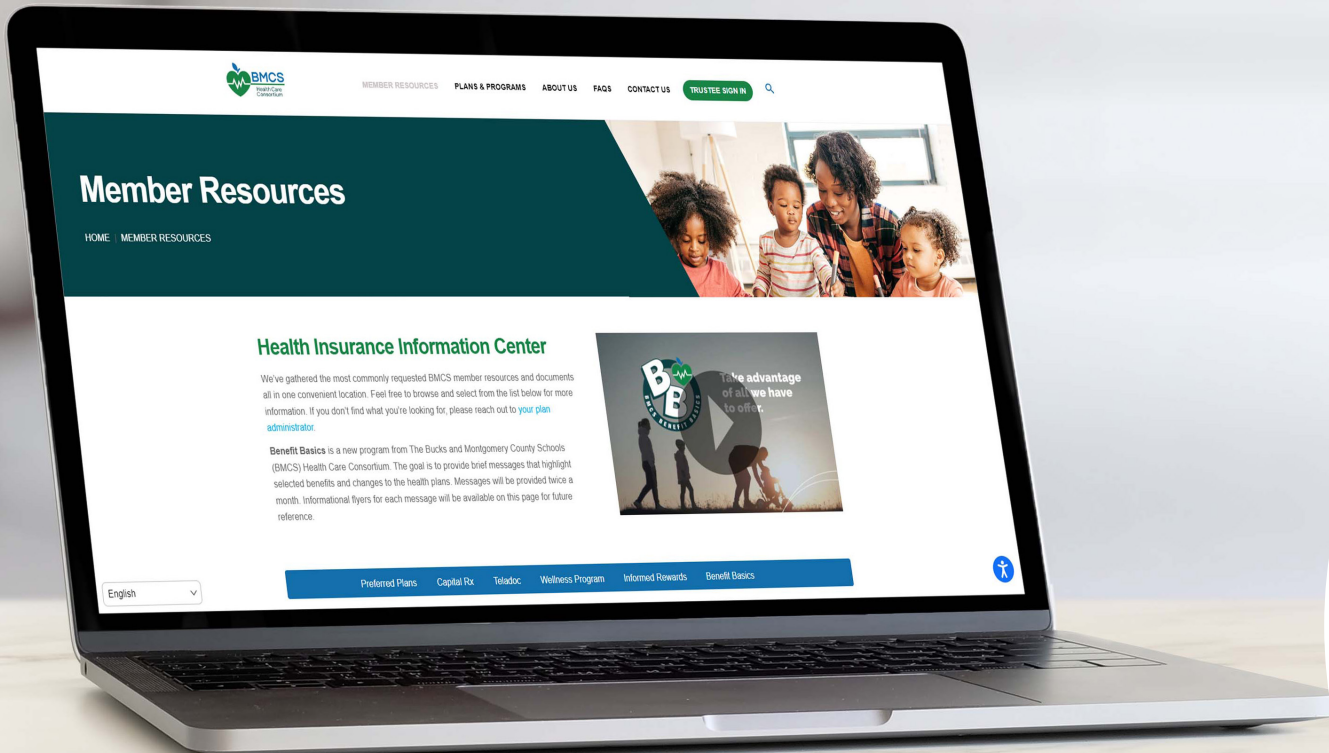 BMCS
Health Care
Consortium
MEMBER RESOURCES PLANS & PROGRAMS ABOUT US FAQS CONTACT US TRUSTEE SIGN IN
Member Resources
HOME | MEMBER RESOURCES
Health Insurance Information Center
We've gathered the most commonly requested BMCS member resources and documents
all in one convenient location. Feel free to browse and select from the list below for more
information. If you don't find what you're looking for, please reach out to your plan
administrator.
Benefit Basics is a new program from The Bucks and Montgomery County Schools
(BMCS) Health Care Consortium. The goal is to provide brief messages that highlight
selected benefits and changes to the health plans. Messages will be provided twice a
month. Informational flyers for each message will be available on this page for future
reference.
BB
BMCS BENEFIT BASICS
Take advantage
of all we have
to offer.
Preferred Plans Capital Rx Teladoc Wellness Program Informed Rewards Benefit Basics
English